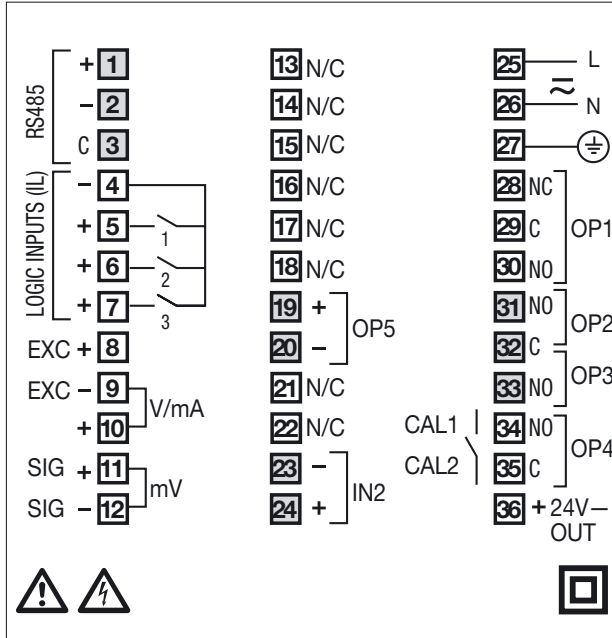 RS485
+ 1
− 2
C 3
LOGIC INPUTS (IL)
− 4
+ 5 1
+ 6 2
+ 7 3
EXC + 8
EXC − 9
V/mA
+ 10
SIG + 11
mV
SIG − 12
13 N/C
14 N/C
15 N/C
16 N/C
17 N/C
18 N/C
19 +
OP5
20 −
21 N/C
22 N/C
23 −
IN2
24 +
25 L
26 N
27
28 NC
29 C OP1
30 NO
31 NO
OP2
32 C
33 NO OP3
CAL1 34 NO
OP4
CAL2 35 C
36 + 24V⎓
OUT